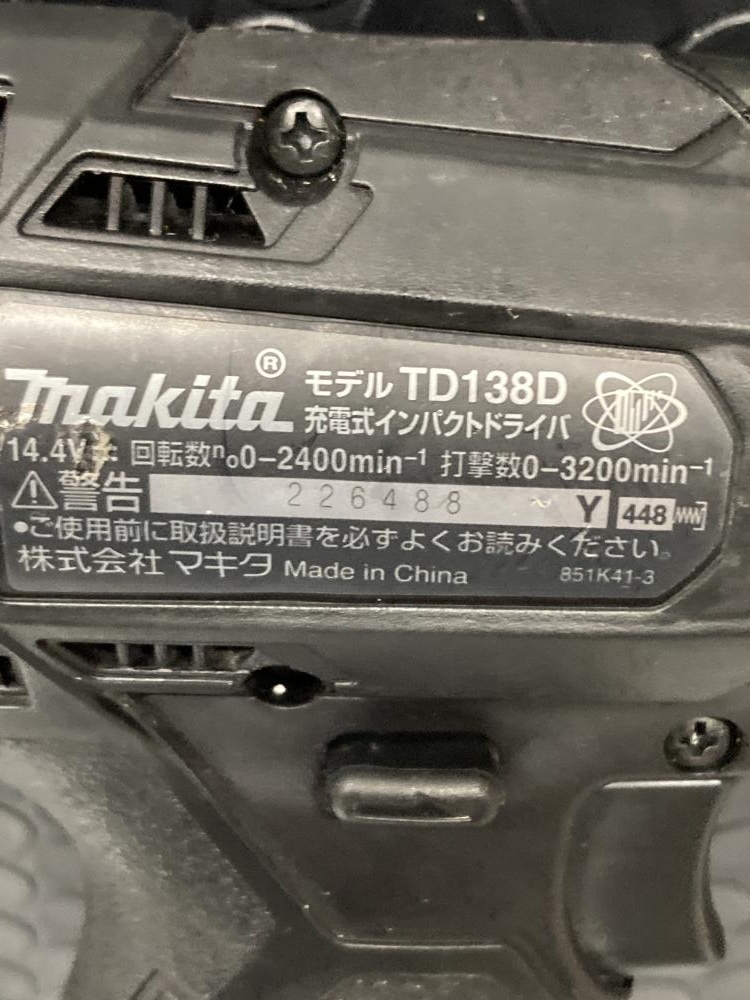 makita® モデル TD138D
充電式インパクトドライバ
14.4V⎓ 回転数n₀0-2400min⁻¹ 打撃数0-3200min⁻¹
⚠警告 226488 Y 448
●ご使用前に取扱説明書を必ずよくお読みください。
株式会社 マキタ Made in China 851K41-3